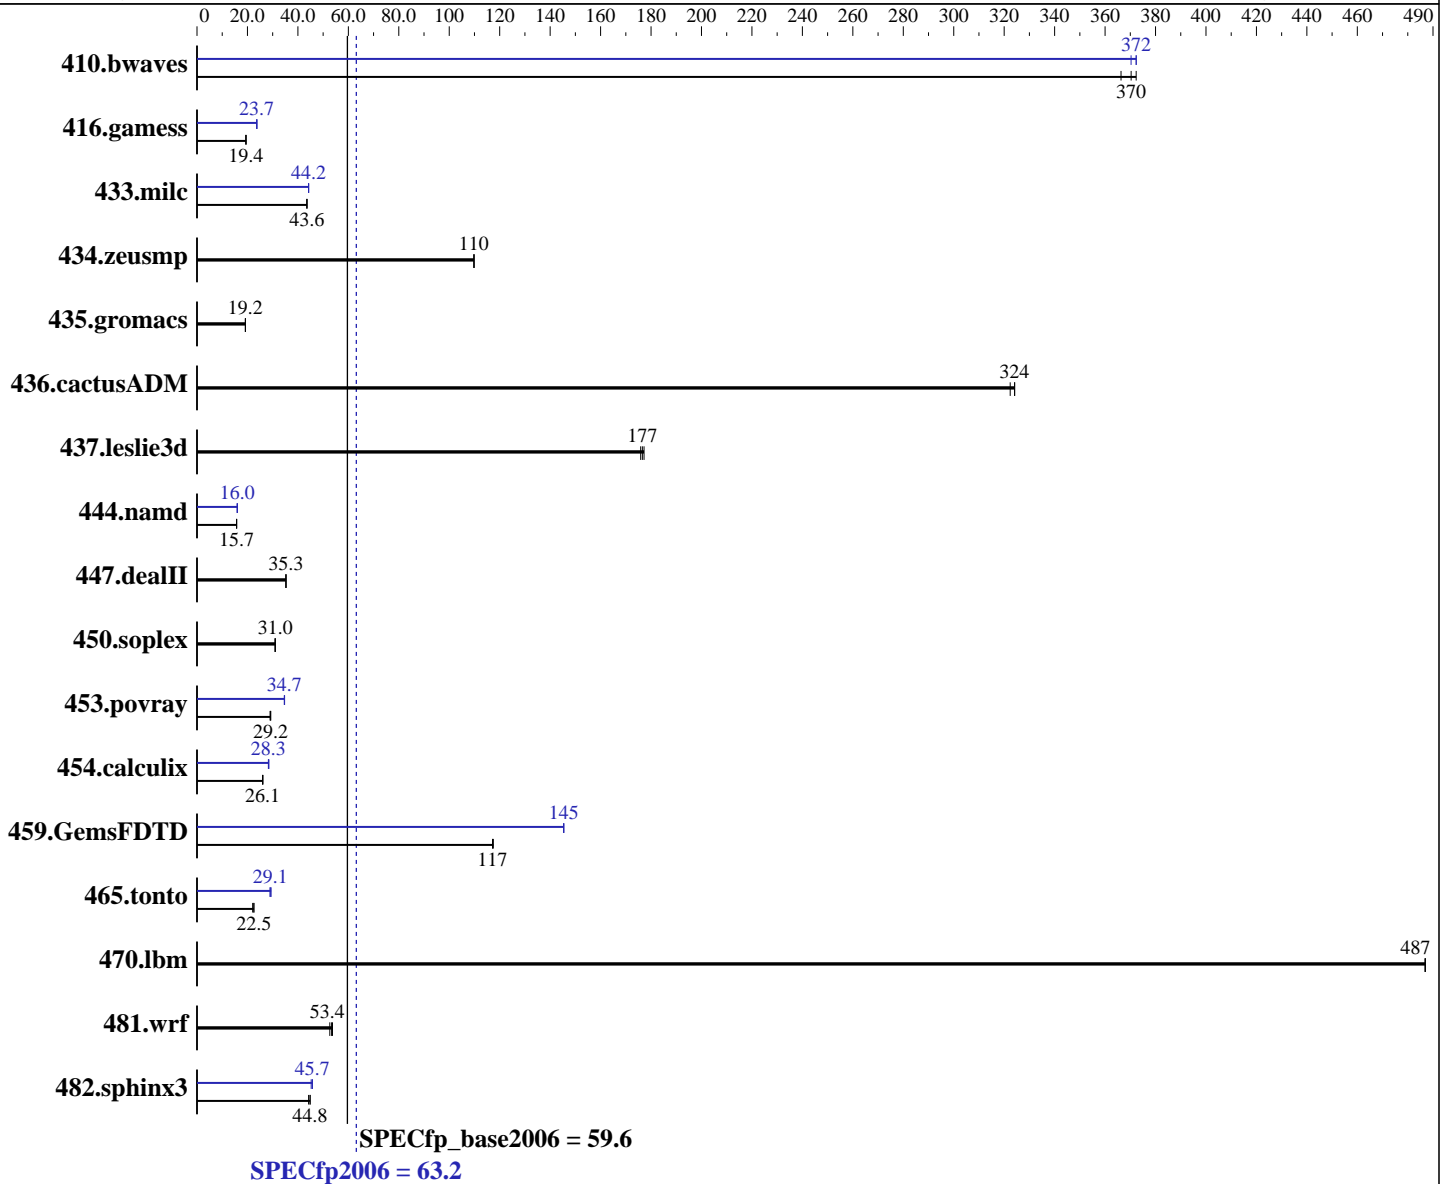 0 20.0 40.0 60.0 80.0 100 120 140 160 180 200 220 240 260 280 300 320 340 360 380 400 420 440 460 490
372
410.bwaves
370
23.7
416.gamess
19.4
44.2
433.milc
43.6
110
434.zeusmp
19.2
435.gromacs
324
436.cactusADM
177
437.leslie3d
16.0
444.namd
15.7
35.3
447.dealII
31.0
450.soplex
34.7
453.povray
29.2
28.3
454.calculix
26.1
145
459.GemsFDTD
117
29.1
465.tonto
22.5
487
470.lbm
53.4
481.wrf
45.7
482.sphinx3
44.8
SPECfp_base2006 = 59.6
SPECfp2006 = 63.2